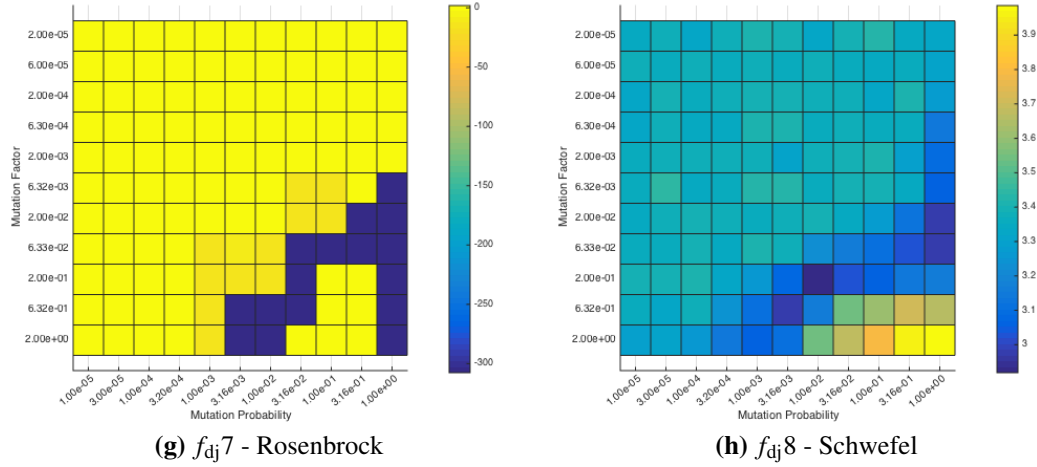 2.00e-05
6.00e-05
2.00e-04
6.30e-04
2.00e-03
6.32e-03
2.00e-02
6.33e-02
2.00e-01
6.32e-01
2.00e+00
Mutation Factor
1.00e-05
3.00e-05
1.00e-04
3.20e-04
1.00e-03
3.16e-03
1.00e-02
3.16e-02
1.00e-01
3.16e-01
1.00e+00
Mutation Probability
0
-50
-100
-150
-200
-250
-300
(g) fdj7 - Rosenbrock
2.00e-05
6.00e-05
2.00e-04
6.30e-04
2.00e-03
6.32e-03
2.00e-02
6.33e-02
2.00e-01
6.32e-01
2.00e+00
Mutation Factor
1.00e-05
3.00e-05
1.00e-04
3.20e-04
1.00e-03
3.16e-03
1.00e-02
3.16e-02
1.00e-01
3.16e-01
1.00e+00
Mutation Probability
3.9
3.8
3.7
3.6
3.5
3.4
3.3
3.2
3.1
3
(h) fdj8 - Schwefel